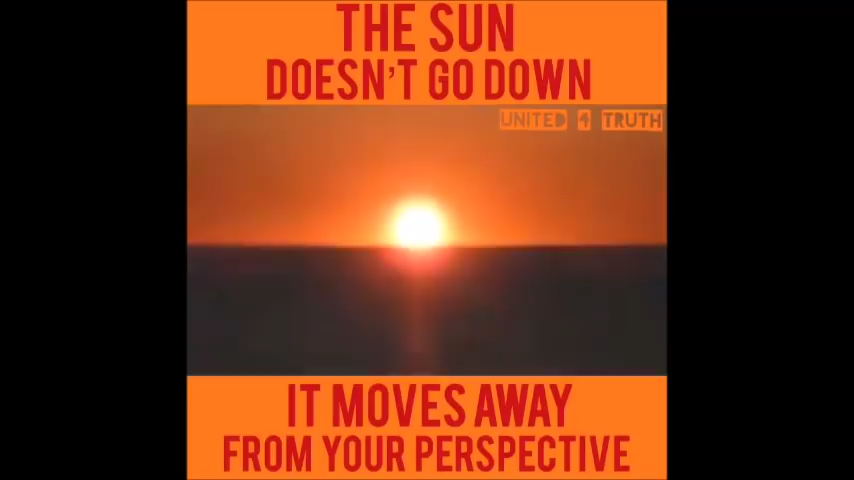 THE SUN
DOESN'T GO DOWN
UNITED 4 TRUTH
IT MOVES AWAY
FROM YOUR PERSPECTIVE